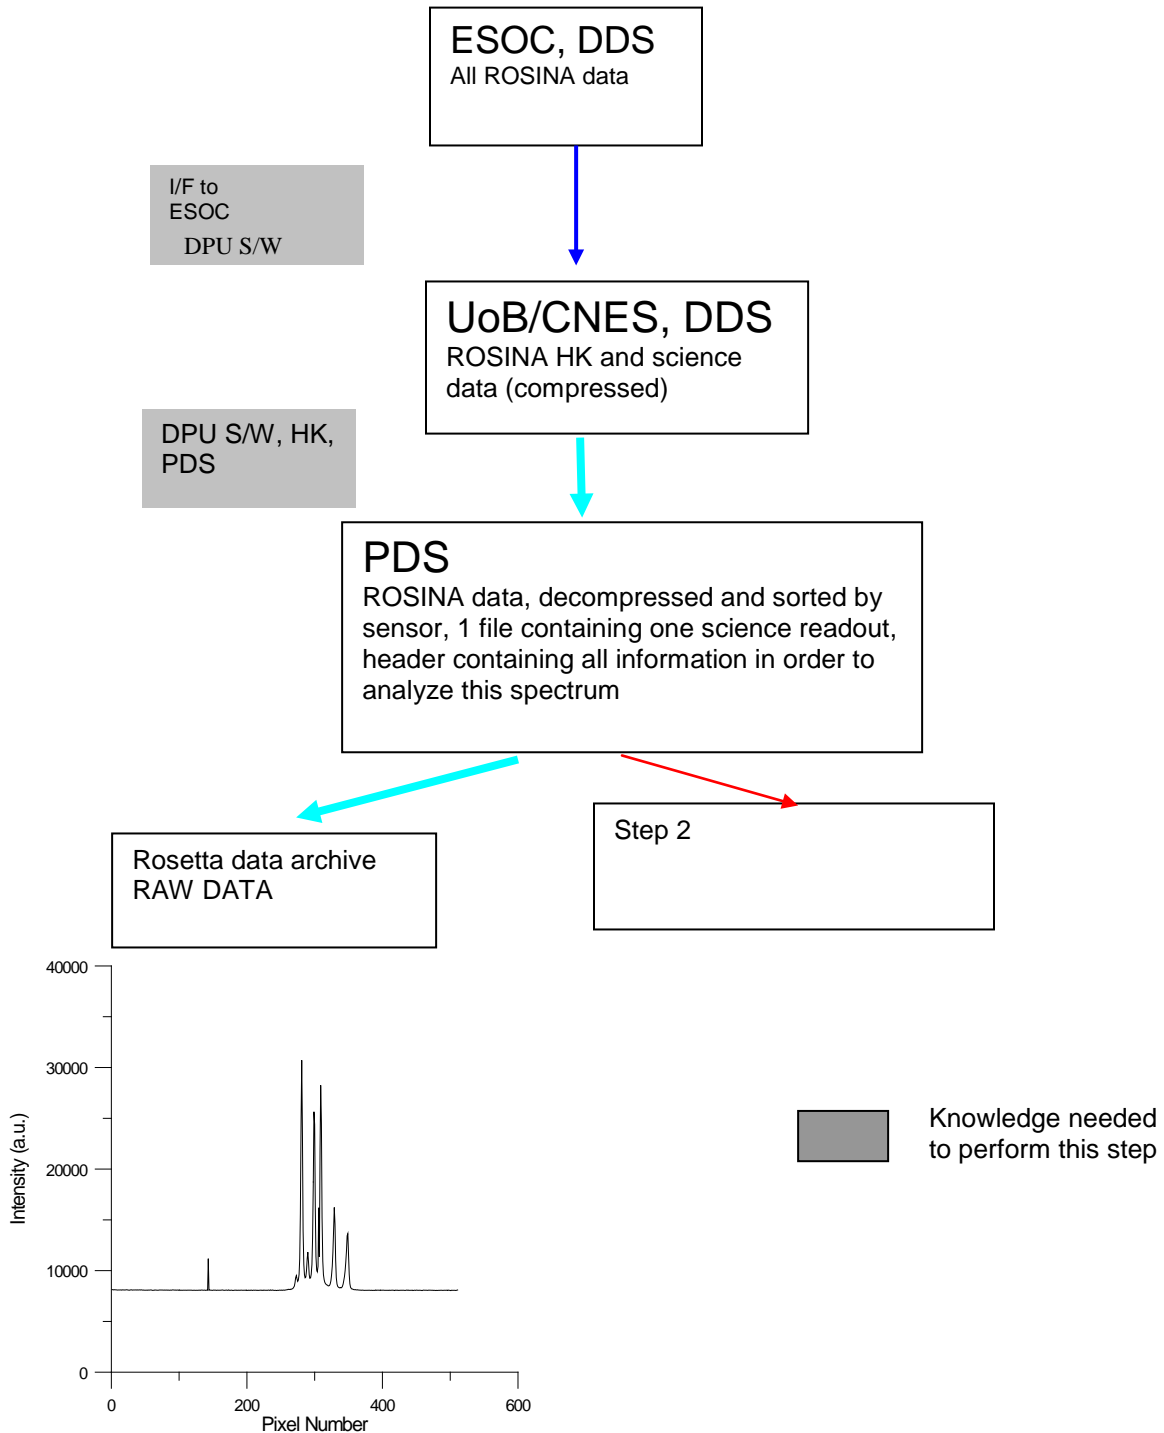 ESOC, DDS
All ROSINA data
I/F to
ESOC
DPU S/W
UoB/CNES, DDS
ROSINA HK and science
data (compressed)
DPU S/W, HK,
PDS
PDS
ROSINA data, decompressed and sorted by
sensor, 1 file containing one science readout,
header containing all information in order to
analyze this spectrum
Rosetta data archive
RAW DATA
Step 2
40000
30000
20000
10000
0
Intensity (a.u.)
0
200
400
600
Pixel Number
Knowledge needed
to perform this step